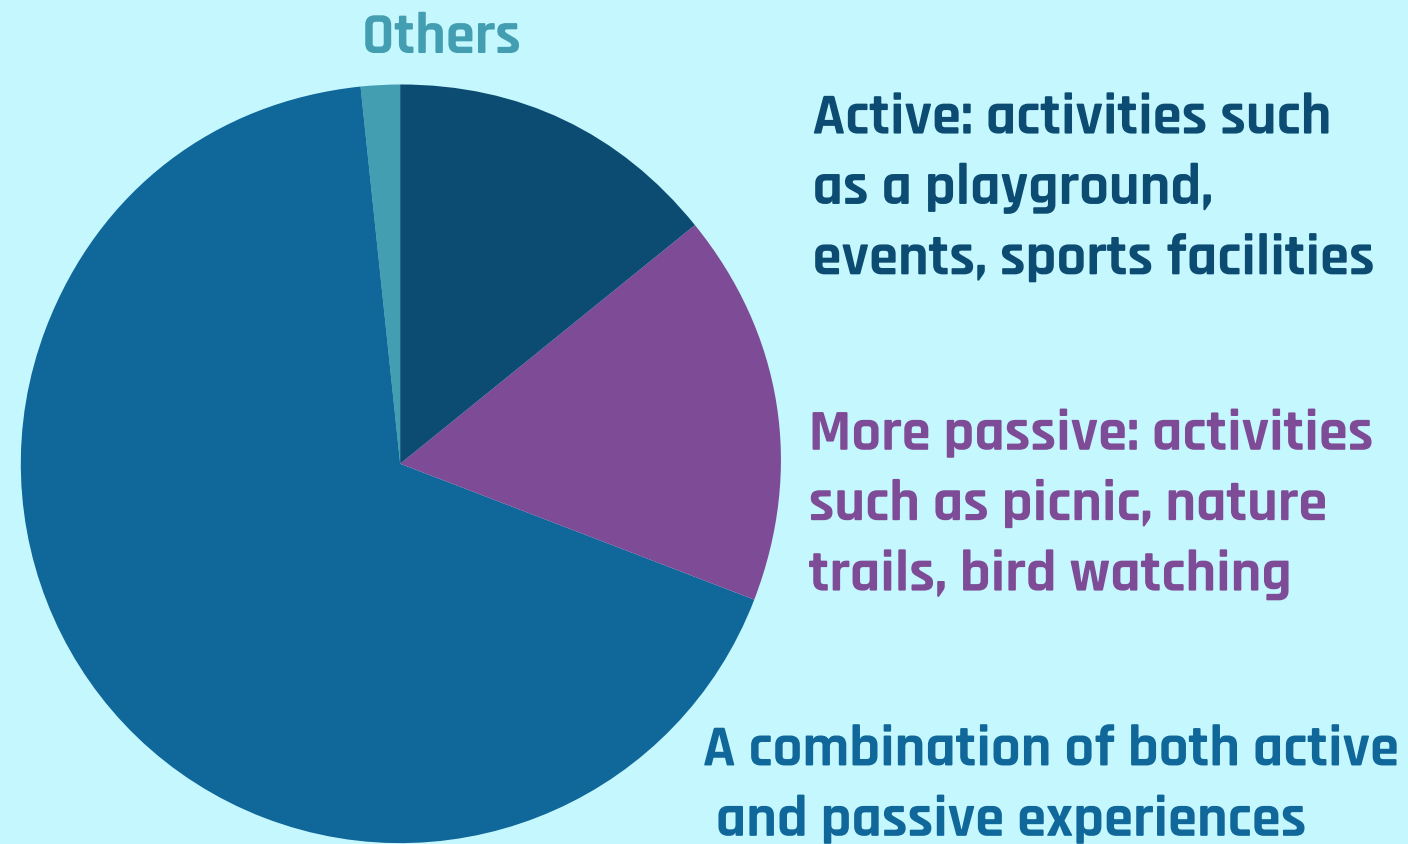 Others
Active: activities such
as a playground,
events, sports facilities
More passive: activities
such as picnic, nature
trails, bird watching
A combination of both active
and passive experiences